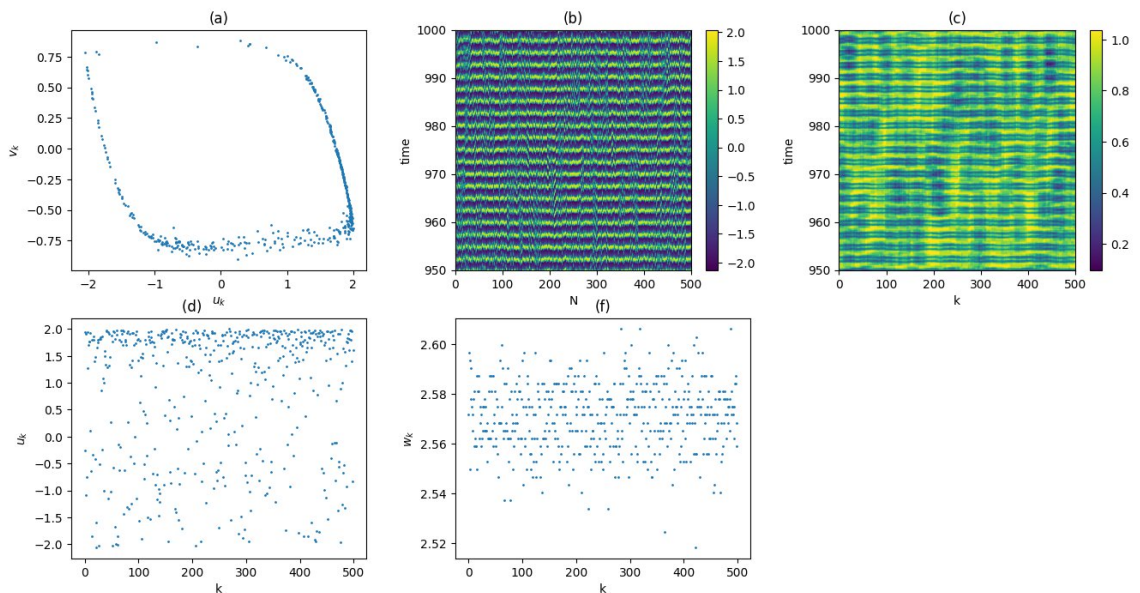 (a)
0.75
0.50
0.25
0.00
−0.25
−0.50
−0.75
v_k
−2 −1 0 1 2
u_k
(b)
1000
990
980
970
960
950
time
0 100 200 300 400 500
N
2.0
1.5
1.0
0.5
0.0
−0.5
−1.0
−1.5
−2.0
(c)
1000
990
980
970
960
950
time
0 100 200 300 400 500
k
1.0
0.8
0.6
0.4
0.2
(d)
2.0
1.5
1.0
0.5
0.0
−0.5
−1.0
−1.5
−2.0
u_k
0 100 200 300 400 500
k
(f)
2.60
2.58
2.56
2.54
2.52
w_k
0 100 200 300 400 500
k